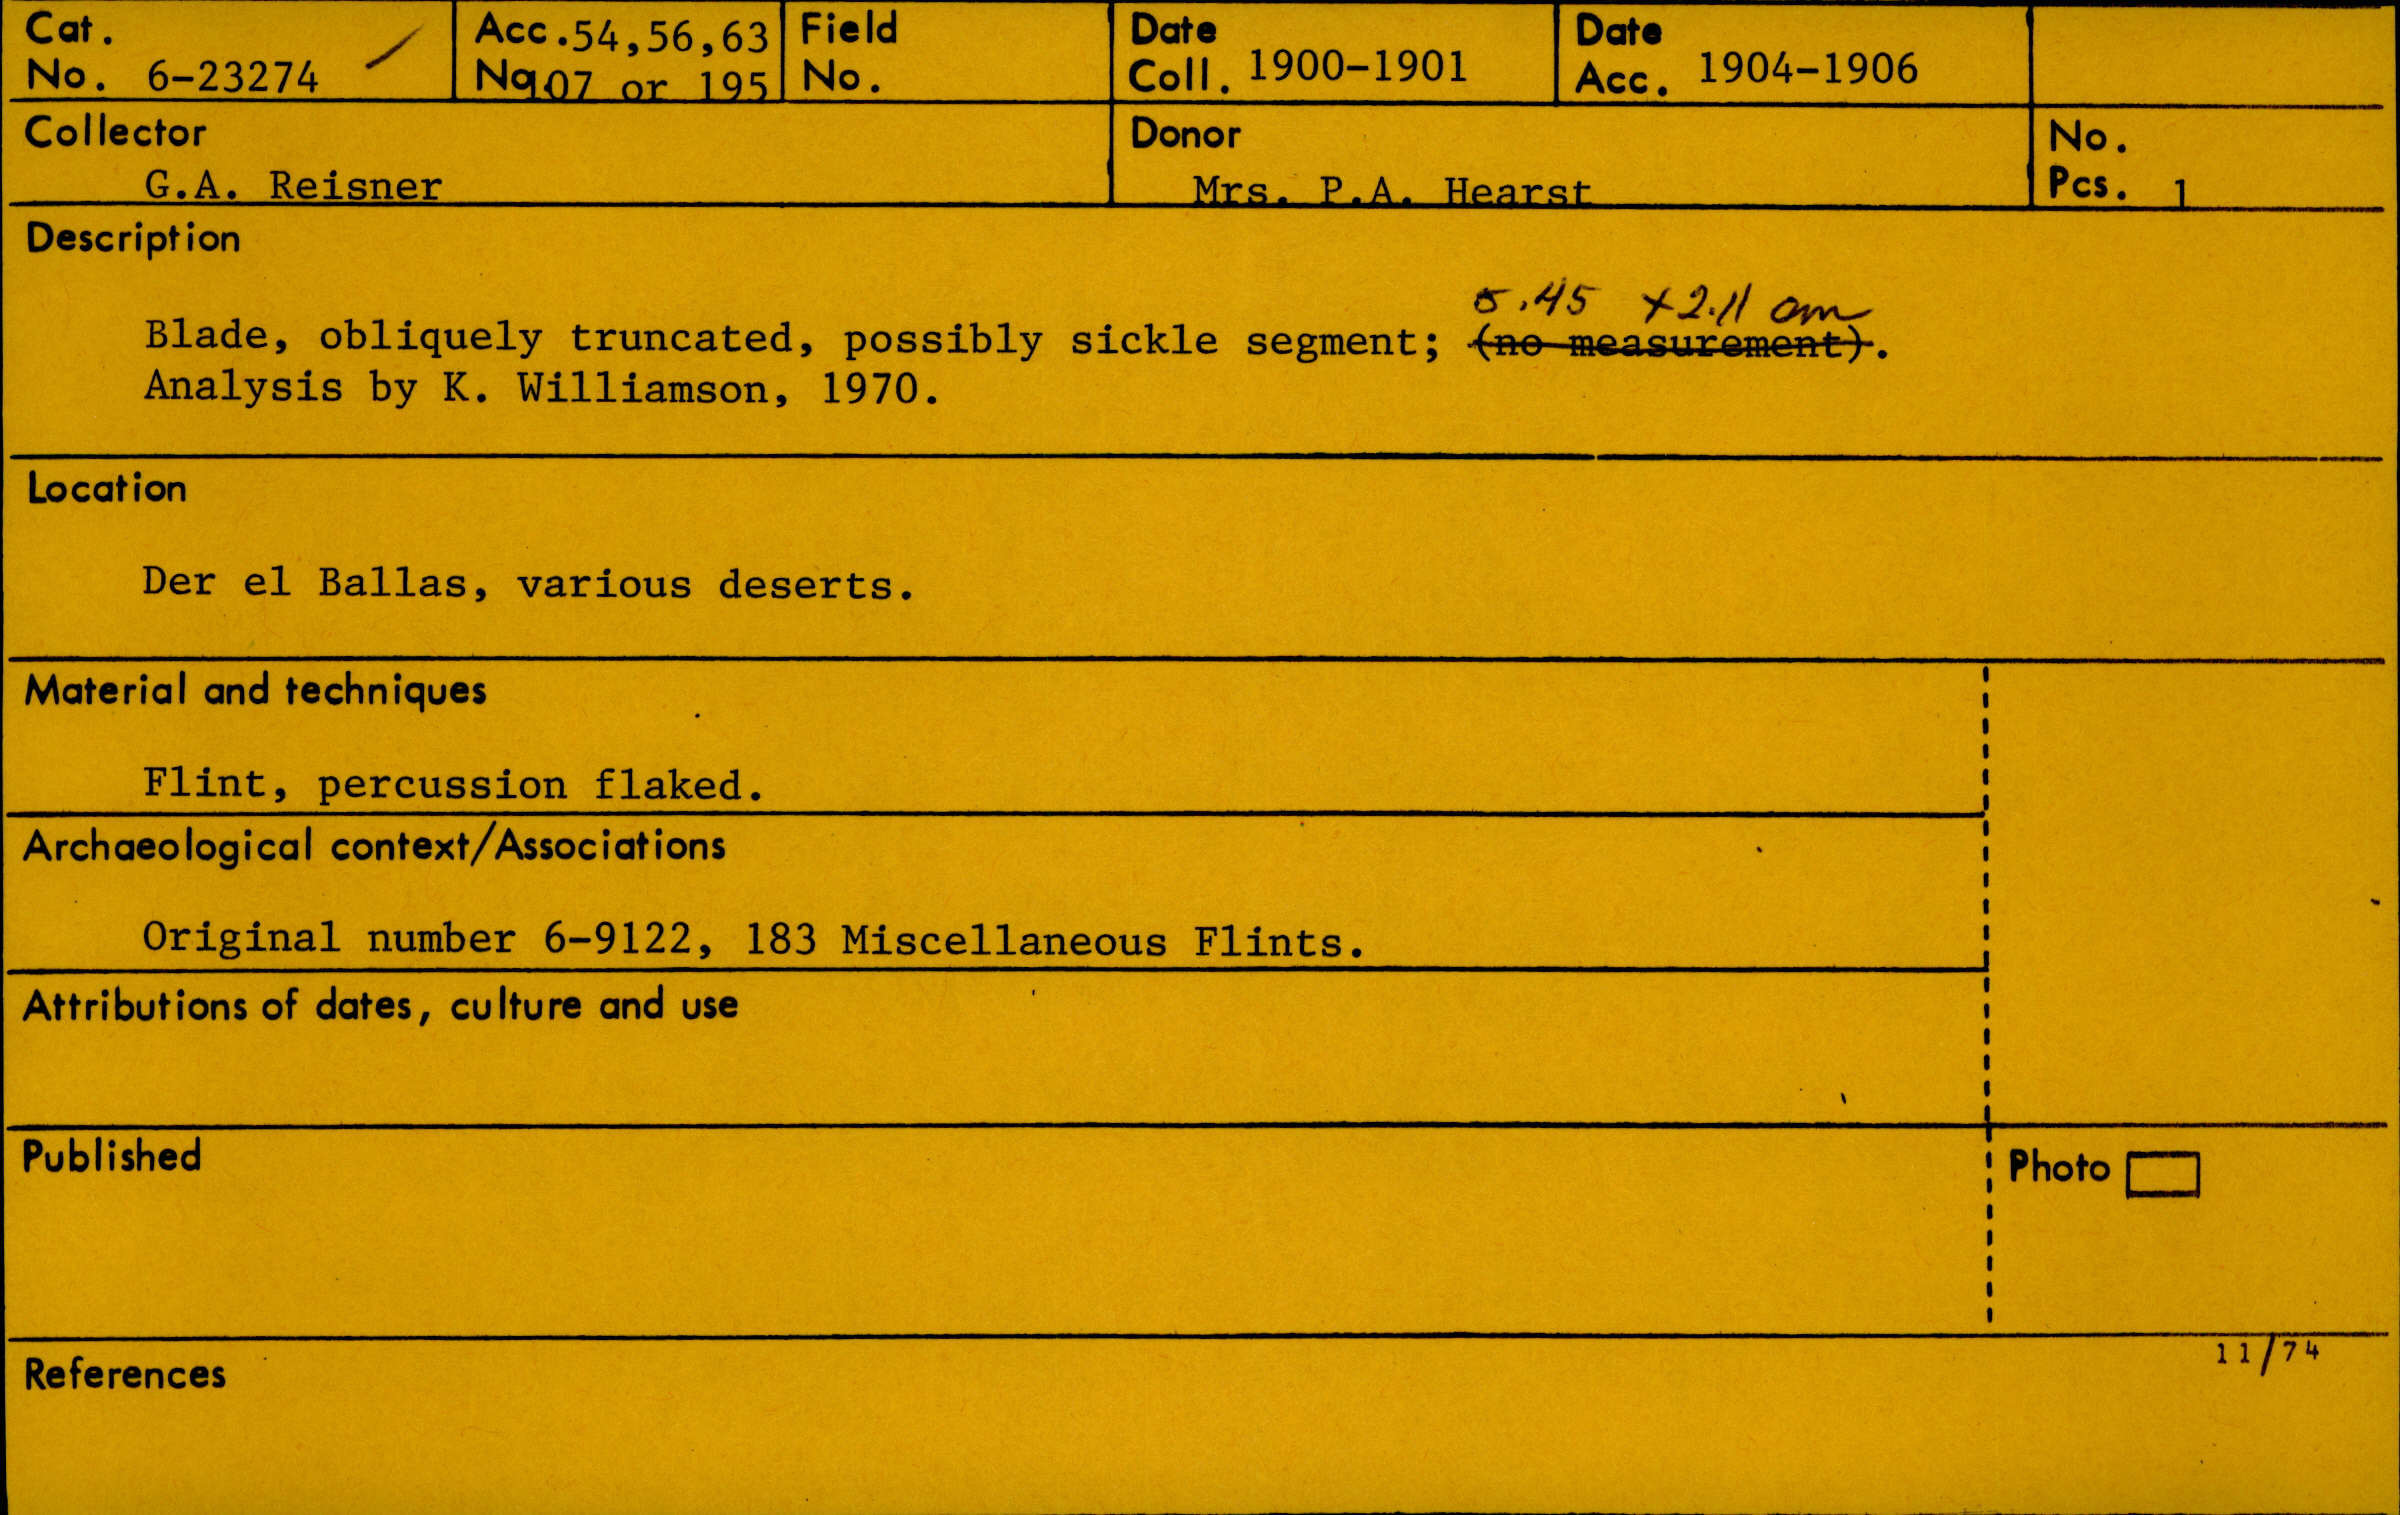 Cat. No. 6-23274
Acc. No. 54,56,63 107 or 195
Field No.
Date Coll. 1900-1901
Date Acc. 1904-1906
Collector
G.A. Reisner
Donor
Mrs. P.A. Hearst
No. Pcs. 1
Description
5.45 x 2.11 cm
Blade, obliquely truncated, possibly sickle segment; (no measurement).
Analysis by K. Williamson, 1970.
Location
Der el Ballas, various deserts.
Material and techniques
Flint, percussion flaked.
Archaeological context/Associations
Original number 6-9122, 183 Miscellaneous Flints.
Attributions of dates, culture and use
Published
Photo
11/74
References